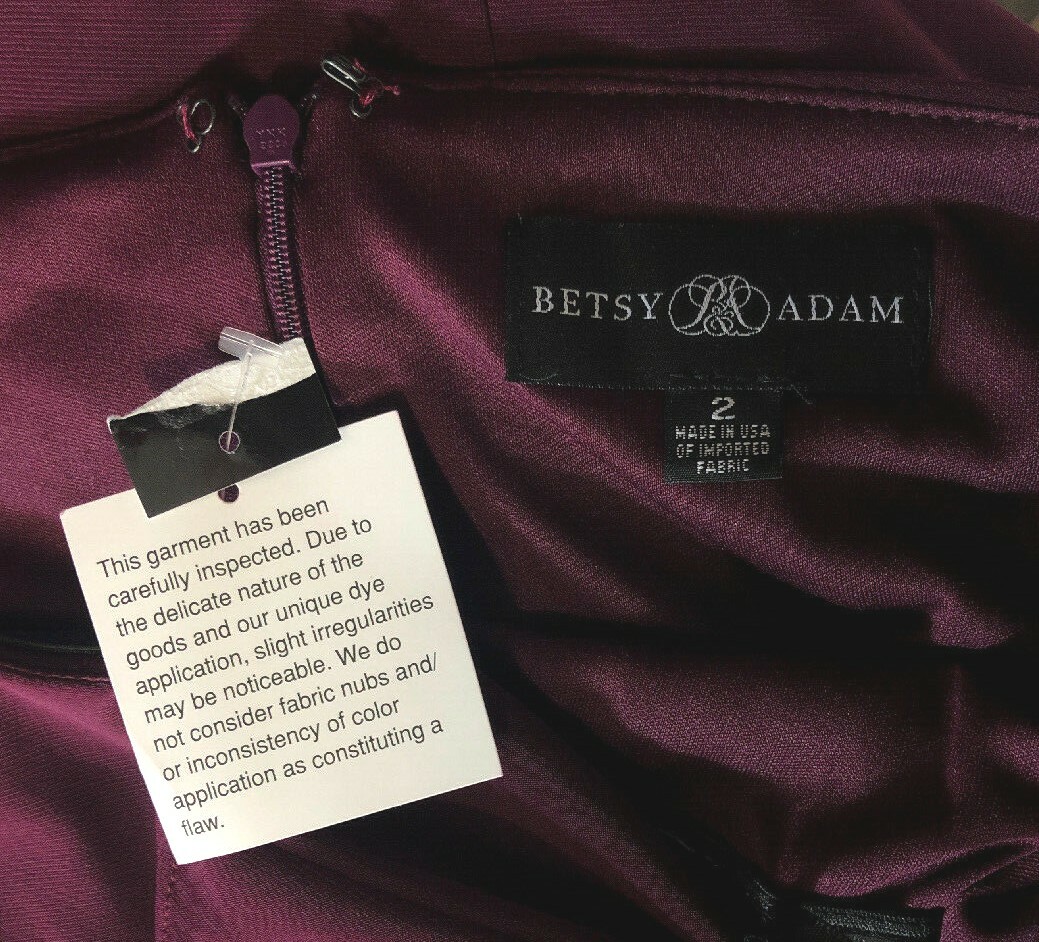 BETSY ADAM
2
MADE IN USA
OF IMPORTED
FABRIC
This garment has been
carefully inspected. Due to
the delicate nature of the
goods and our unique dye
application, slight irregularities
may be noticeable. We do
not consider fabric nubs and/
or inconsistency of color
application as constituting a
flaw.